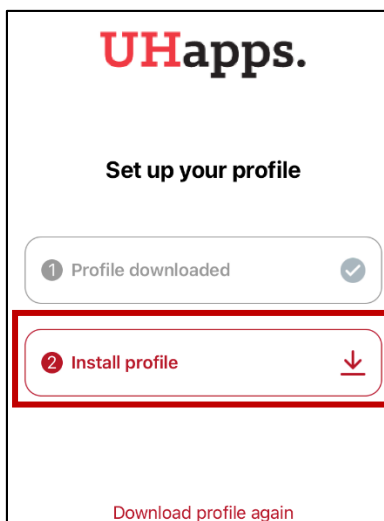 UHapps.
Set up your profile
1 Profile downloaded
2 Install profile
Download profile again